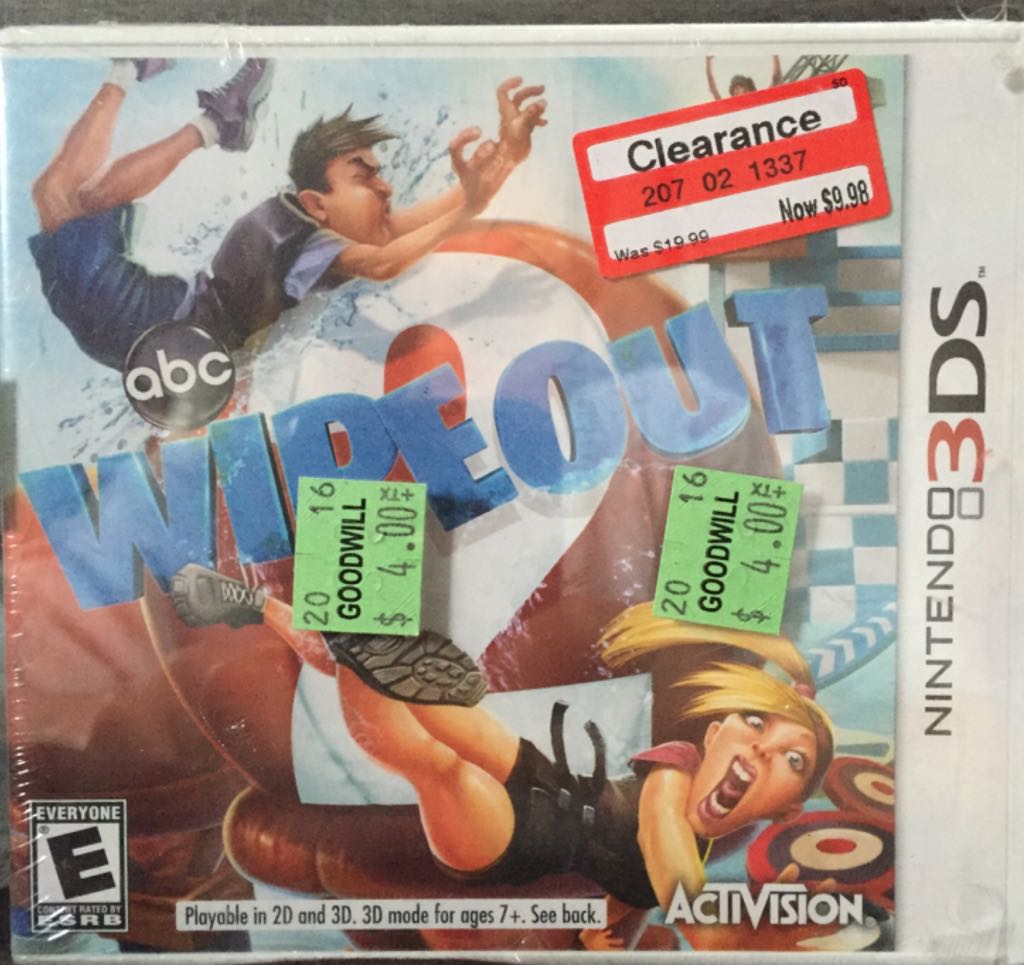 50
Clearance
207 02 1337
Was $19.99 Now $9.98
abc
WIPEOUT
2
20 16
GOODWILL
$ 4.00
20 16
GOODWILL
$ 4.00
NINTENDO 3DS™
EVERYONE
E
CONTENT RATED BY
ESRB
Playable in 2D and 3D. 3D mode for ages 7+. See back.
ACTIVISION®